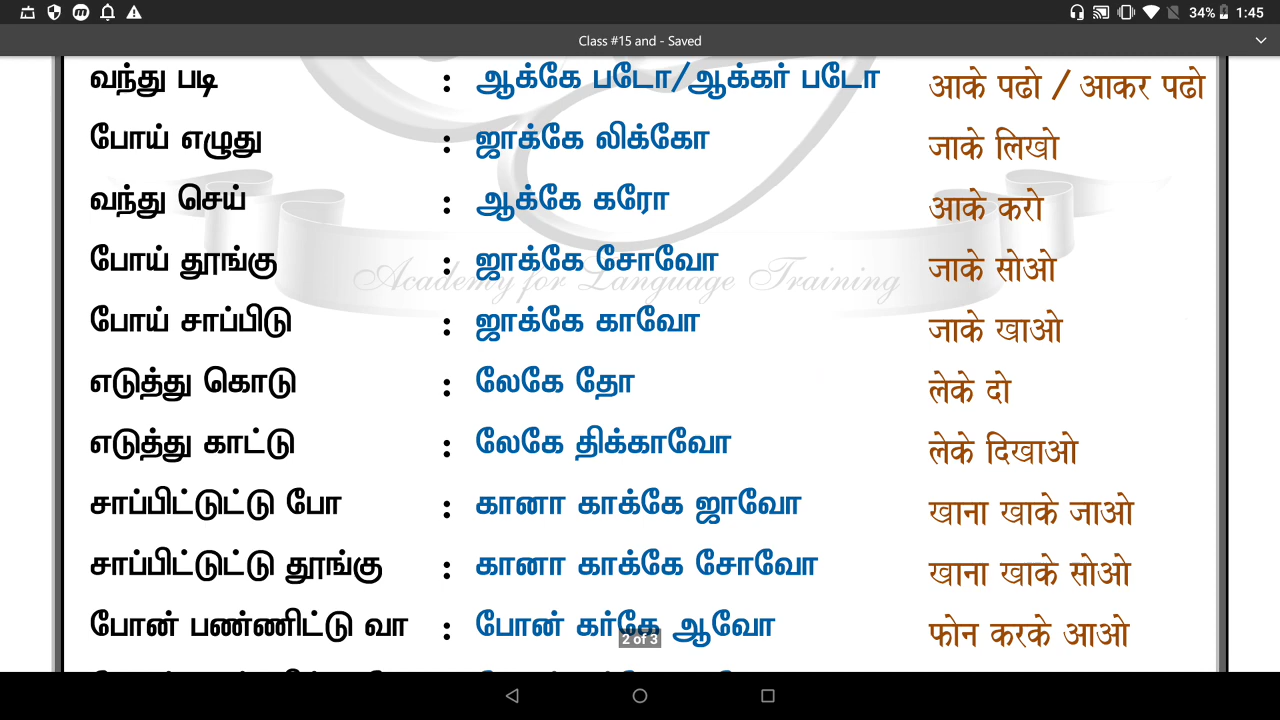 34% 1:45
Class #15 and - Saved
வந்து படி : ஆக்கே படோ/ஆக்கர் படோ आके पढो / आकर पढो
போய் எழுது : ஜாக்கே லிக்கோ जाके लिखो
வந்து செய் : ஆக்கே கரோ आके करो
போய் தூங்கு : ஜாக்கே சோவோ जाके सोओ
Academy for Language Training
போய் சாப்பிடு : ஜாக்கே காவோ जाके खाओ
எடுத்து கொடு : லேகே தோ लेके दो
எடுத்து காட்டு : லேகே திக்காவோ लेके दिखाओ
சாப்பிட்டுட்டு போ : கானா காக்கே ஜாவோ खाना खाके जाओ
சாப்பிட்டுட்டு தூங்கு : கானா காக்கே சோவோ खाना खाके सोओ
போன் பண்ணிட்டு வா : போன் கர்கே ஆவோ फोन करके आओ
2 of 3